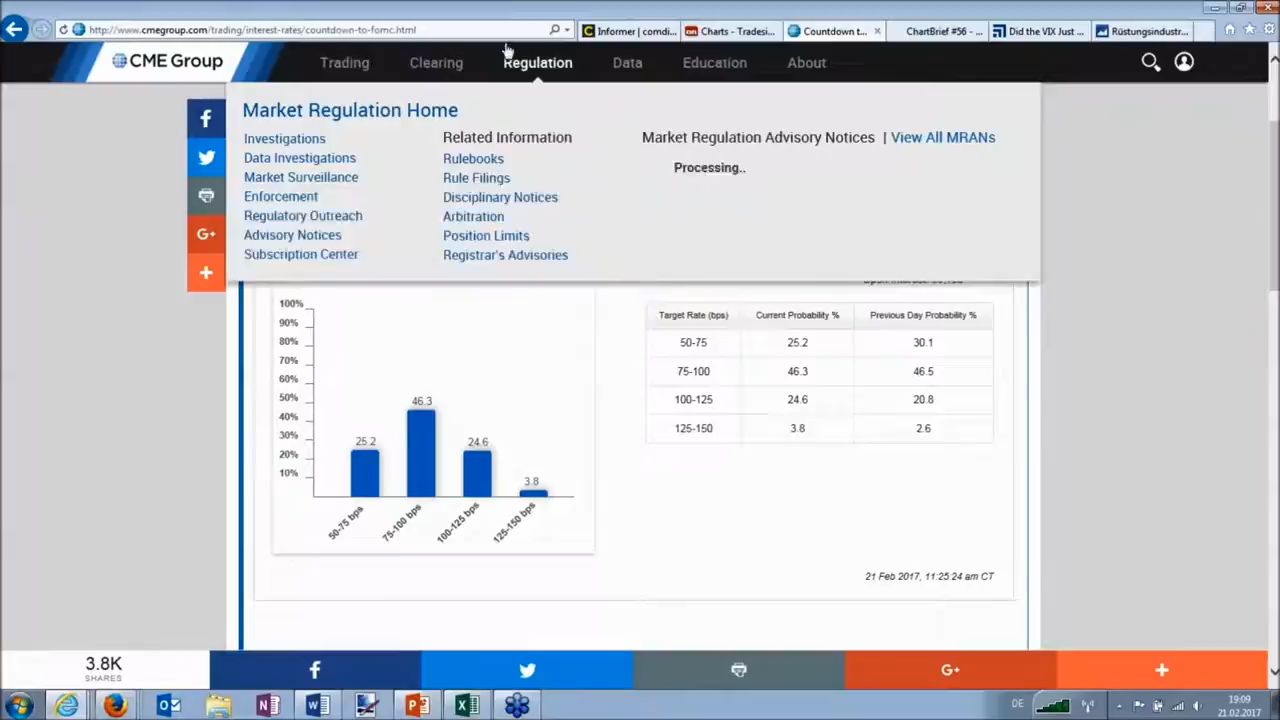 http://www.cmegroup.com/trading/interest-rates/countdown-to-fomc.html
Informer | comdi...
Charts - Tradesi...
Countdown t...
ChartBrief #56 - ...
Did the VIX Just ...
Rüstungsindustr...
CME Group
Trading
Clearing
Regulation
Data
Education
About
Market Regulation Home
Investigations
Data Investigations
Market Surveillance
Enforcement
Regulatory Outreach
Advisory Notices
Subscription Center
Related Information
Rulebooks
Rule Filings
Disciplinary Notices
Arbitration
Position Limits
Registrar's Advisories
Market Regulation Advisory Notices | View All MRANs
Processing..
100%
90%
80%
70%
60%
50%
40%
30%
20%
10%
25.2
46.3
24.6
3.8
50-75 bps
75-100 bps
100-125 bps
125-150 bps
Target Rate (bps) Current Probability % Previous Day Probability %
50-75 25.2 30.1
75-100 46.3 46.5
100-125 24.6 20.8
125-150 3.8 2.6
21 Feb 2017, 11:25:24 am CT
3.8K
SHARES
DE
19:09
21.02.2017